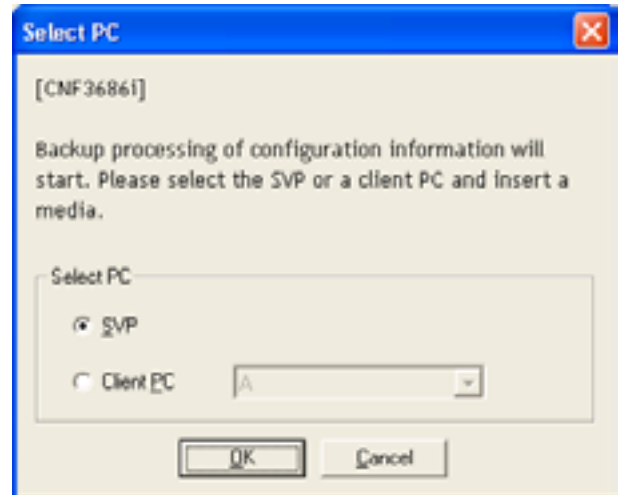 Select PC
[CNF3686i]
Backup processing of configuration information will
start. Please select the SVP or a client PC and insert a
media.
Select PC
SVP
Client PC A
OK Cancel